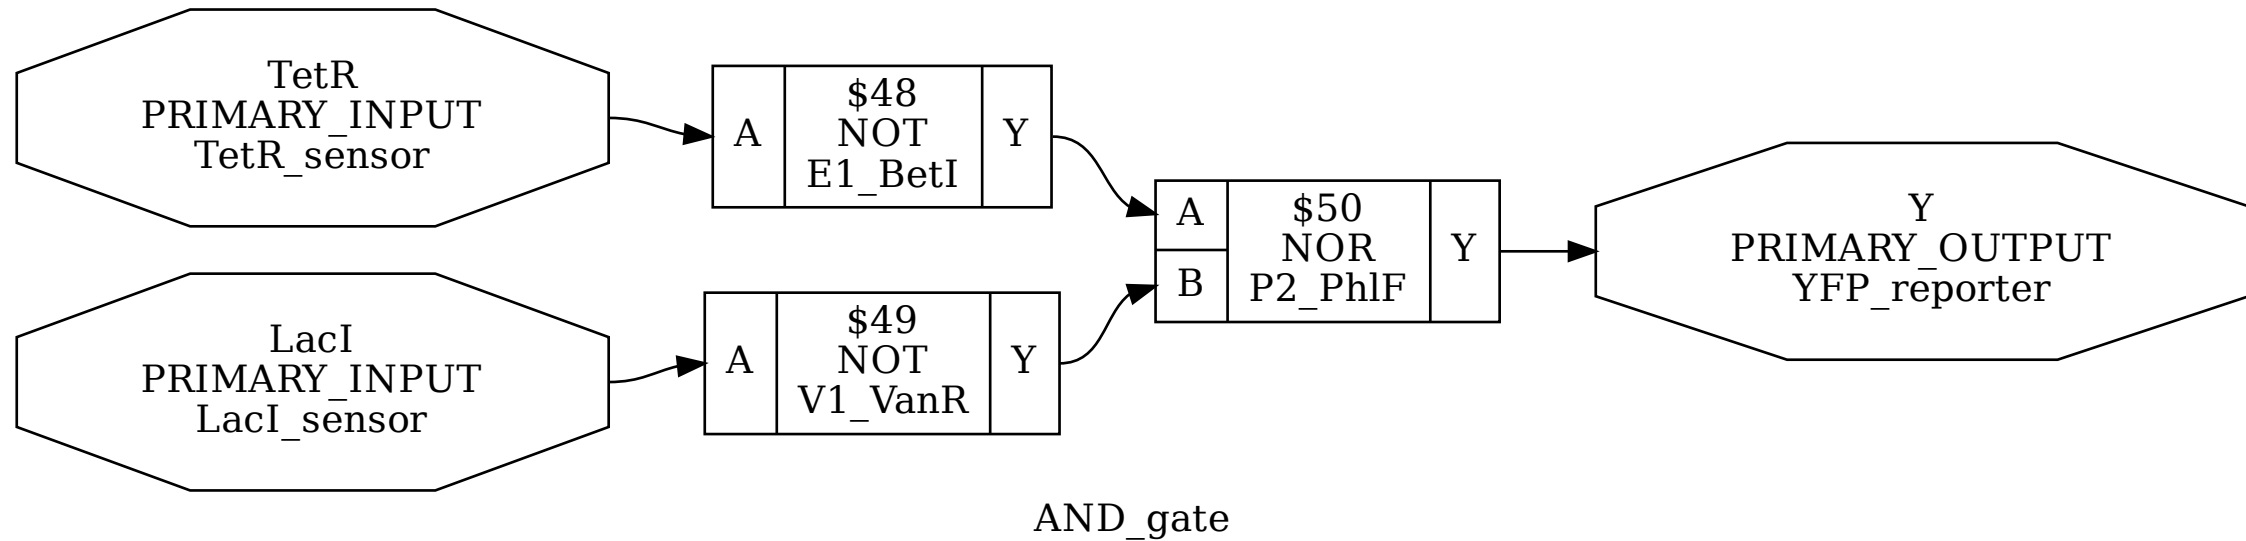 TetR
PRIMARY_INPUT
TetR_sensor
A
$48
NOT
E1_BetI
Y
LacI
PRIMARY_INPUT
LacI_sensor
A
$49
NOT
V1_VanR
Y
A
B
$50
NOR
P2_PhlF
Y
Y
PRIMARY_OUTPUT
YFP_reporter
AND_gate